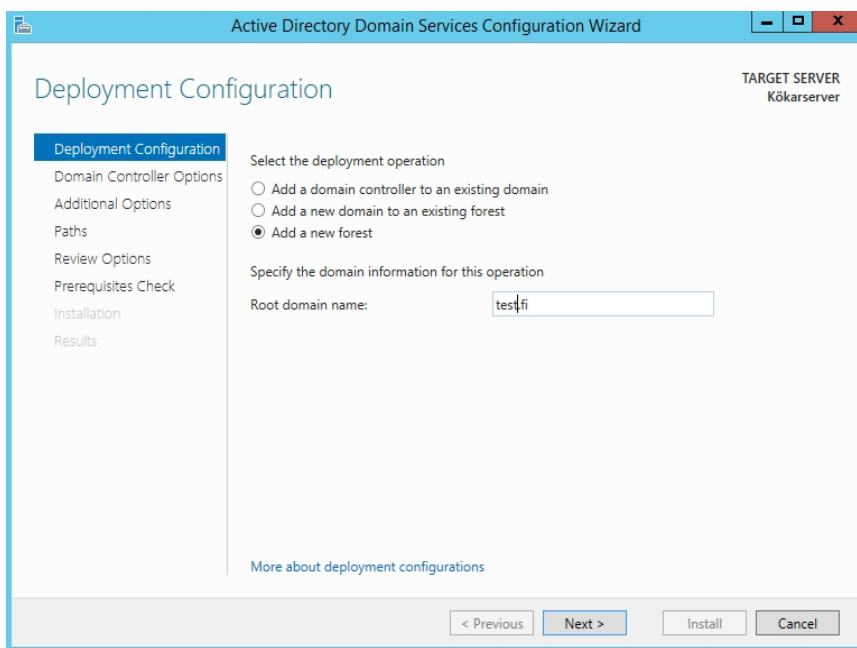 Active Directory Domain Services Configuration Wizard
Deployment Configuration
TARGET SERVER
Kökarserver
Deployment Configuration
Domain Controller Options
Additional Options
Paths
Review Options
Prerequisites Check
Installation
Results
Select the deployment operation
Add a domain controller to an existing domain
Add a new domain to an existing forest
Add a new forest
Specify the domain information for this operation
Root domain name: test.fi
More about deployment configurations
< Previous Next > Install Cancel